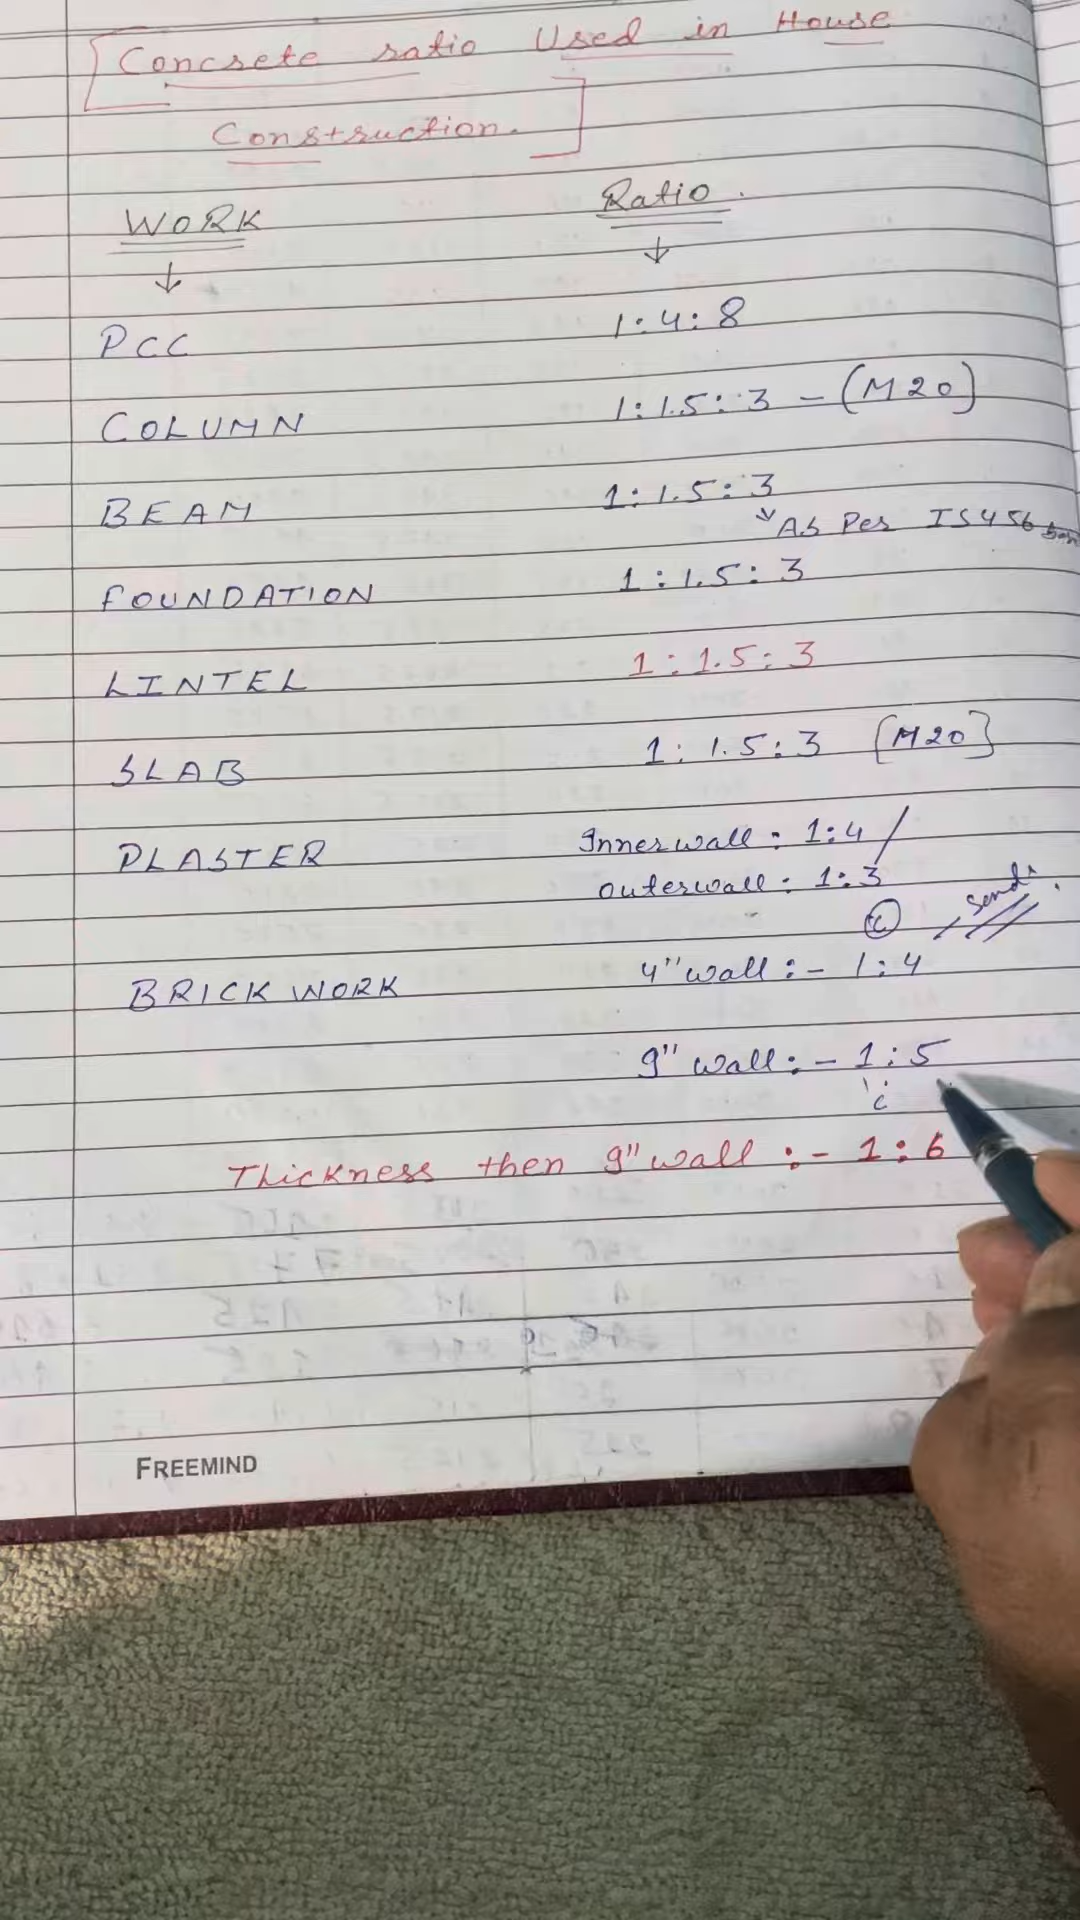 Concrete ratio Used in House
Construction.
WORK Ratio.
↓ ↓
PCC 1:4:8
COLUMN 1:1.5:3 - (M20]
BEAM 1:1.5:3
As Per IS456
FOUNDATION 1:1.5:3
LINTEL 1:1.5:3
SLAB 1:1.5:3 [M20]
PLASTER Inner wall: 1:4 /
outerwall: 1:3
C
BRICK WORK 4" wall:- 1:4
9" wall:- 1:5
c
Thickness then 9" wall :- 1:6
FREEMIND